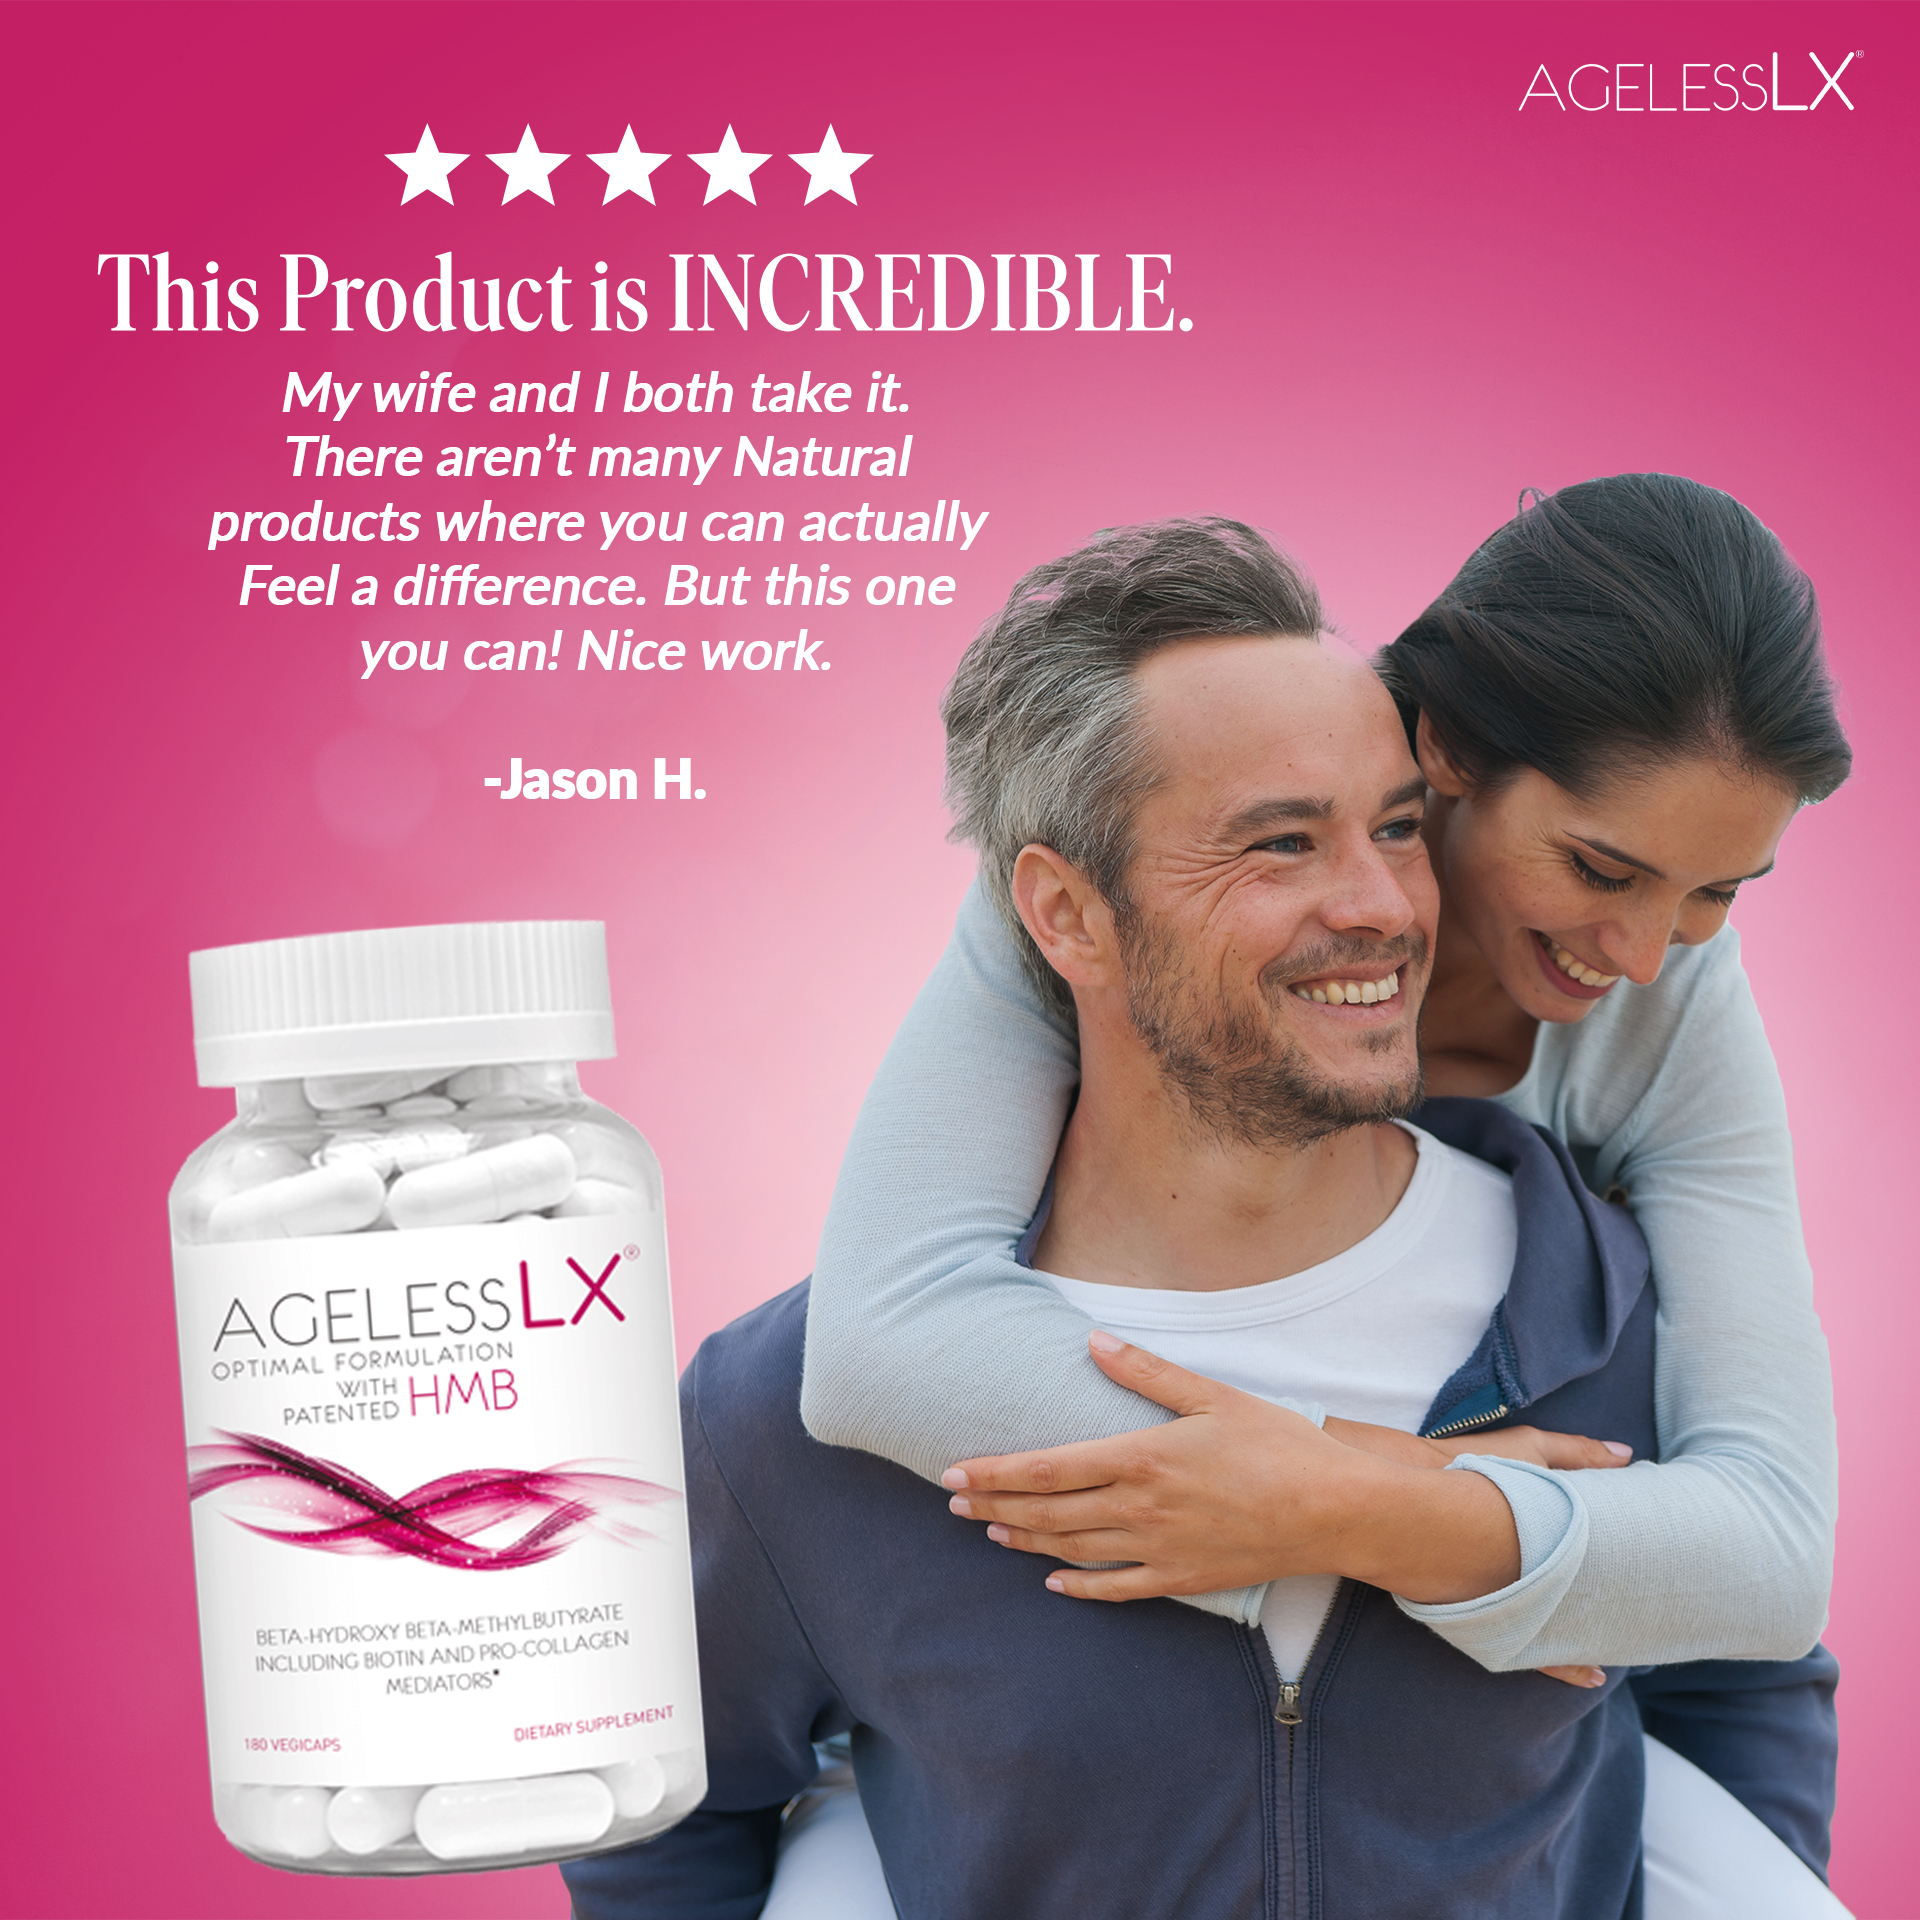 AGELESSLX®
This Product is INCREDIBLE.
My wife and I both take it.
There aren’t many Natural
products where you can actually
Feel a difference. But this one
you can! Nice work.
-Jason H.
AGELESSLX®
OPTIMAL FORMULATION
WITH
PATENTED HMB
BETA-HYDROXY BETA-METHYLBUTYRATE
INCLUDING BIOTIN AND PRO-COLLAGEN
MEDIATORS*
180 VEGICAPS
DIETARY SUPPLEMENT